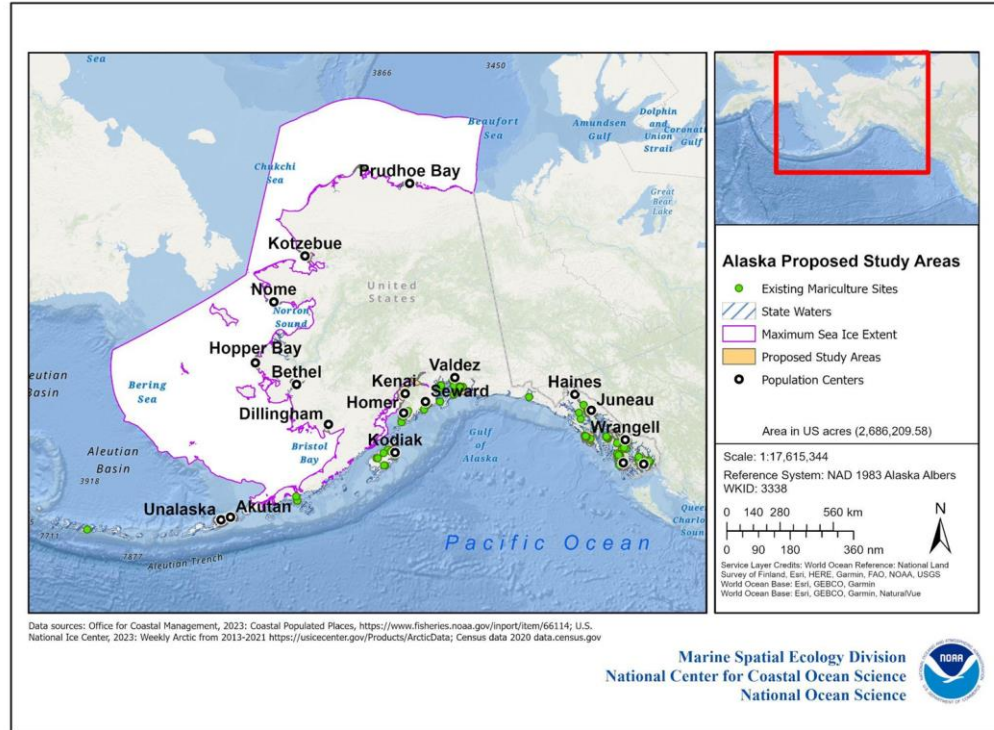 Sea
3866
3450
Beaufort
Sea
Amundsen
Gulf
Dolphin
and
Union
Strait
Coronati
Gulf
Chukchi
Sea
Prudhoe Bay
Great
Bear
Lake
Kotzebue
United
States
Nome
Norton
Sound
Hopper Bay
Bethel
Valdez
Kenai
Seward
Haines
Juneau
eutian
Basin
Bering
Sea
Homer
Dillingham
Wrangell
Kodiak
Gulf
of
Alaska
Bristol
Bay
Aleutian
Basin
3918
Unalaska
Akutan
Quee
Charlo
Soun
7711
7877
Aleutian Trench
Pacific Ocean
Alaska Proposed Study Areas
Existing Mariculture Sites
State Waters
Maximum Sea Ice Extent
Proposed Study Areas
Population Centers
Area in US acres (2,686,209.58)
Scale: 1:17,615,344
Reference System: NAD 1983 Alaska Albers
WKID: 3338
0 140 280 560 km
N
0 90 180 360 nm
Service Layer Credits: World Ocean Reference: National Land
Survey of Finland, Esri, HERE, Garmin, FAO, NOAA, USGS
World Ocean Base: Esri, GEBCO, Garmin
World Ocean Base: Esri, GEBCO, Garmin, NaturalVue
Data sources: Office for Coastal Management, 2023: Coastal Populated Places, https://www.fisheries.noaa.gov/inport/item/66114; U.S.
National Ice Center, 2023: Weekly Arctic from 2013-2021 https://usicecenter.gov/Products/ArcticData; Census data 2020 data.census.gov
Marine Spatial Ecology Division
National Center for Coastal Ocean Science
National Ocean Science
NOAA